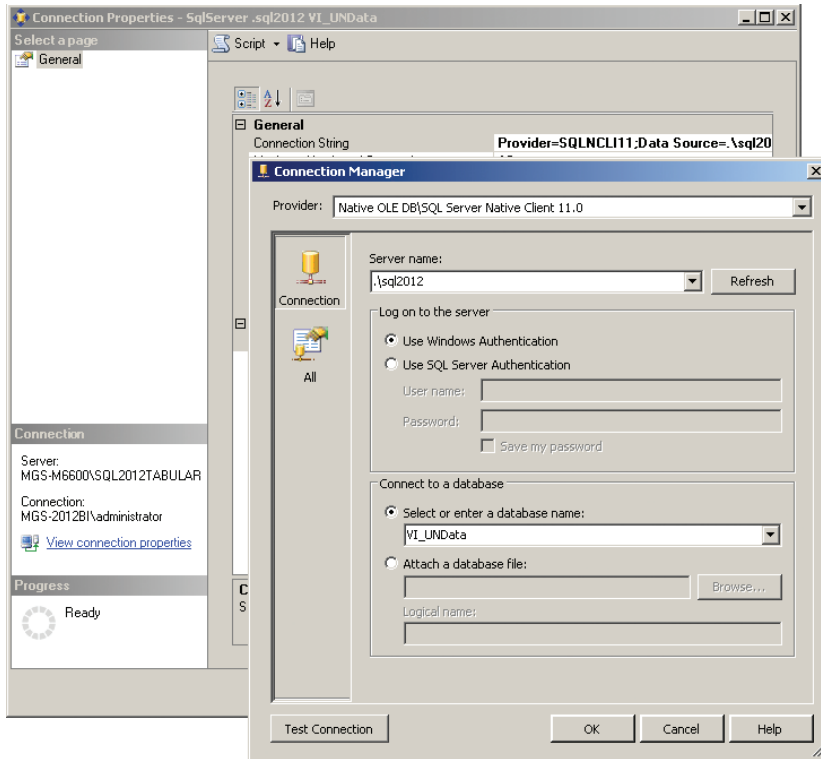 Connection Properties - SqlServer .sql2012 VI_UNData
Select a page
General
Script Help
General
Connection String Provider=SQLNCLI11;Data Source=.\sql20
Connection Manager
Provider: Native OLE DB\SQL Server Native Client 11.0
Connection
All
Server name:
.\sql2012 Refresh
Log on to the server
Use Windows Authentication
Use SQL Server Authentication
User name:
Password:
Save my password
Connect to a database
Select or enter a database name:
VI_UNData
Attach a database file:
Browse...
Logical name:
Connection
Server:
MGS-M6600\SQL2012TABULAR
Connection:
MGS-2012BI\administrator
View connection properties
Progress
Ready
C
S
Test Connection OK Cancel Help